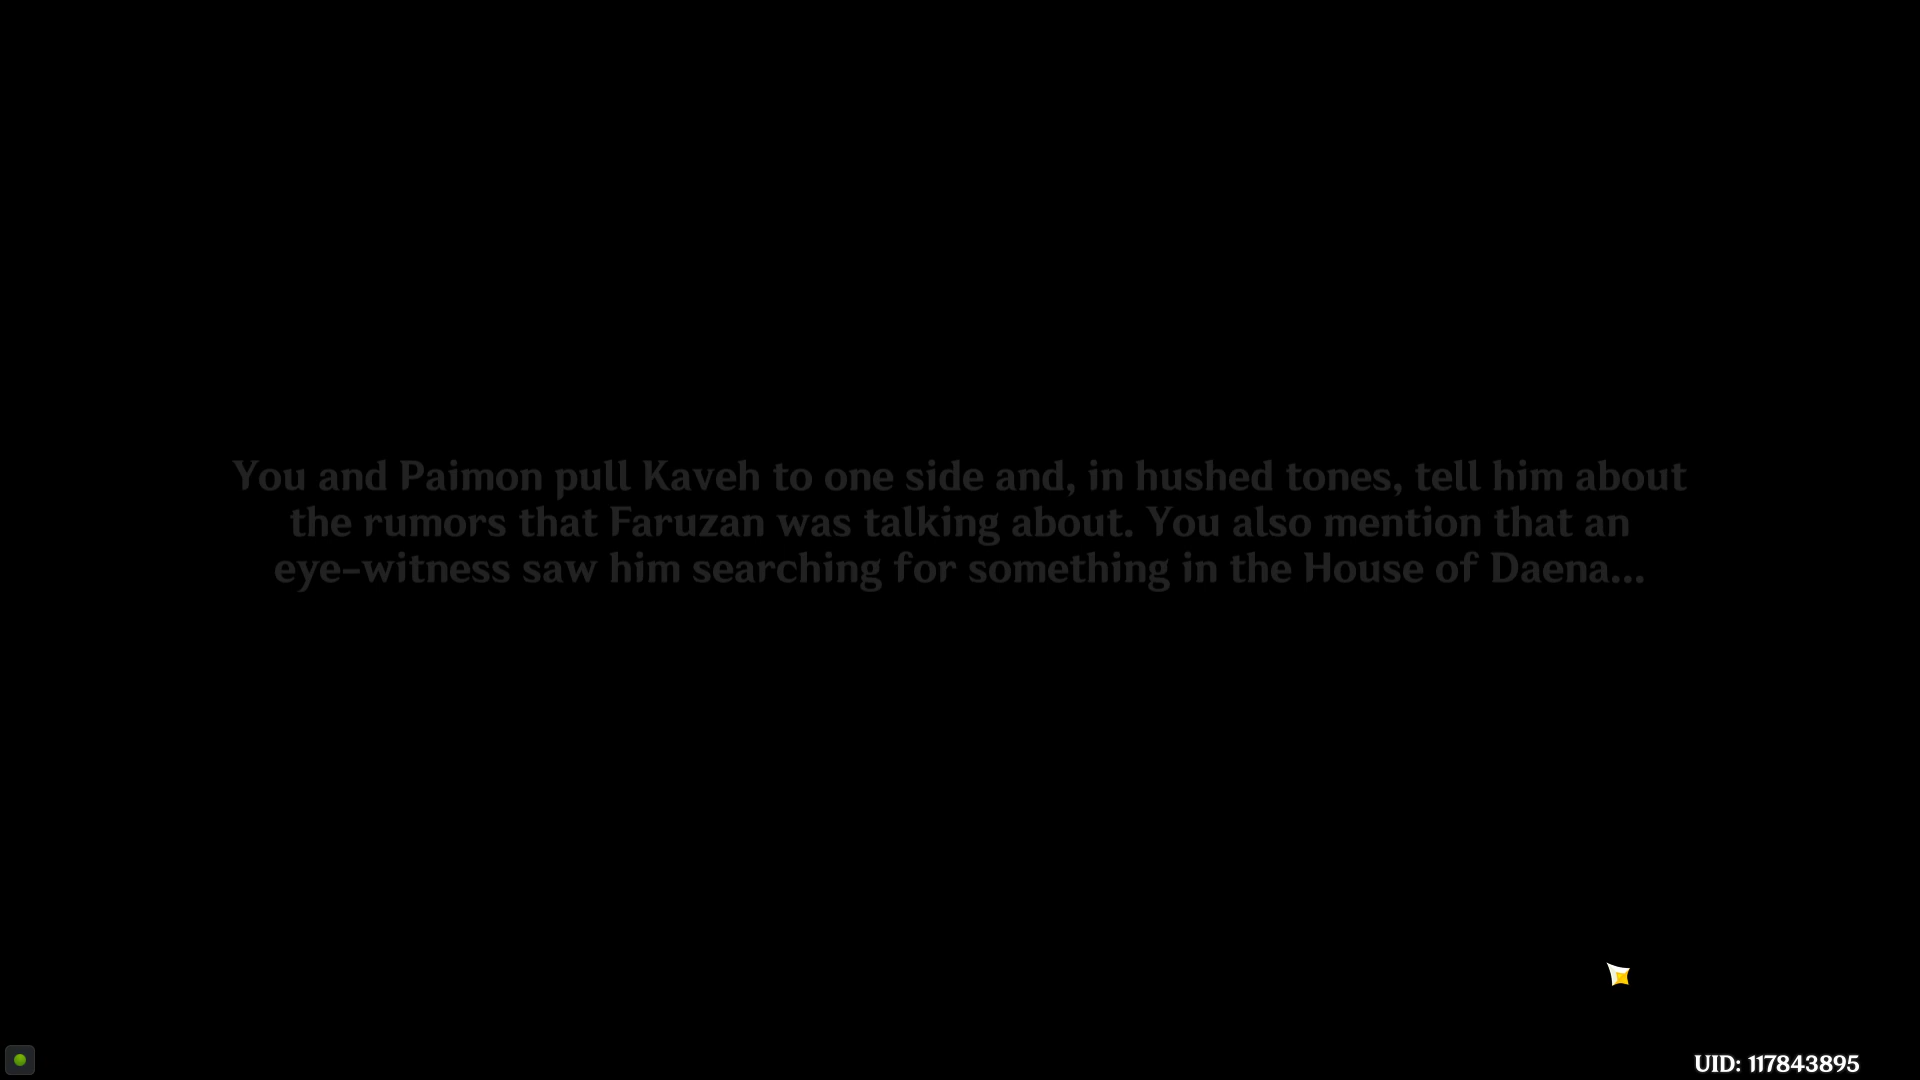 You and Paimon pull Kaveh to one side and, in hushed tones, tell him about
the rumors that Faruzan was talking about. You also mention that an
eye-witness saw him searching for something in the House of Daena...
UID: 117843895